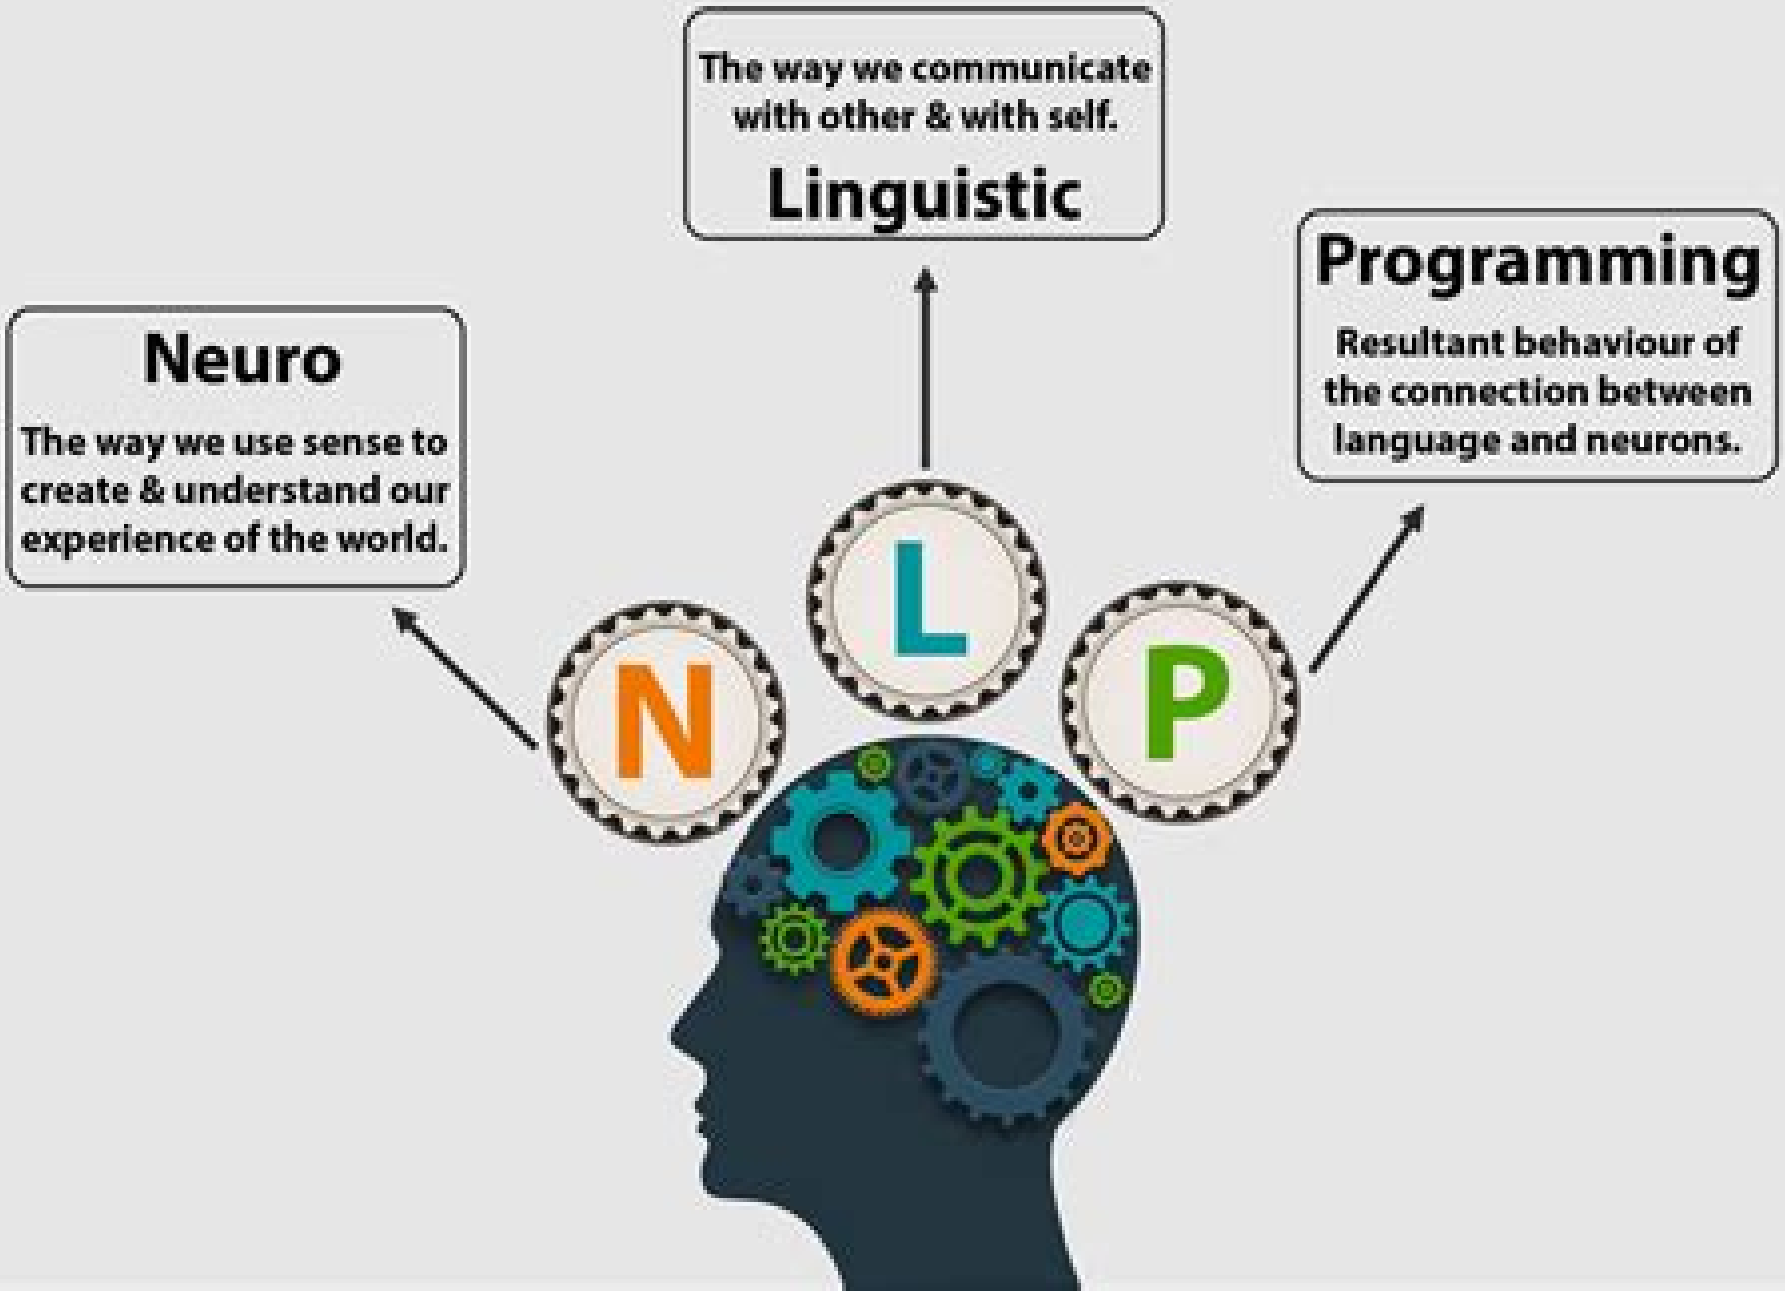 The way we communicate
with other & with self.
Linguistic
Programming
Resultant behaviour of
the connection between
language and neurons.
Neuro
The way we use sense to
create & understand our
experience of the world.
N
L
P